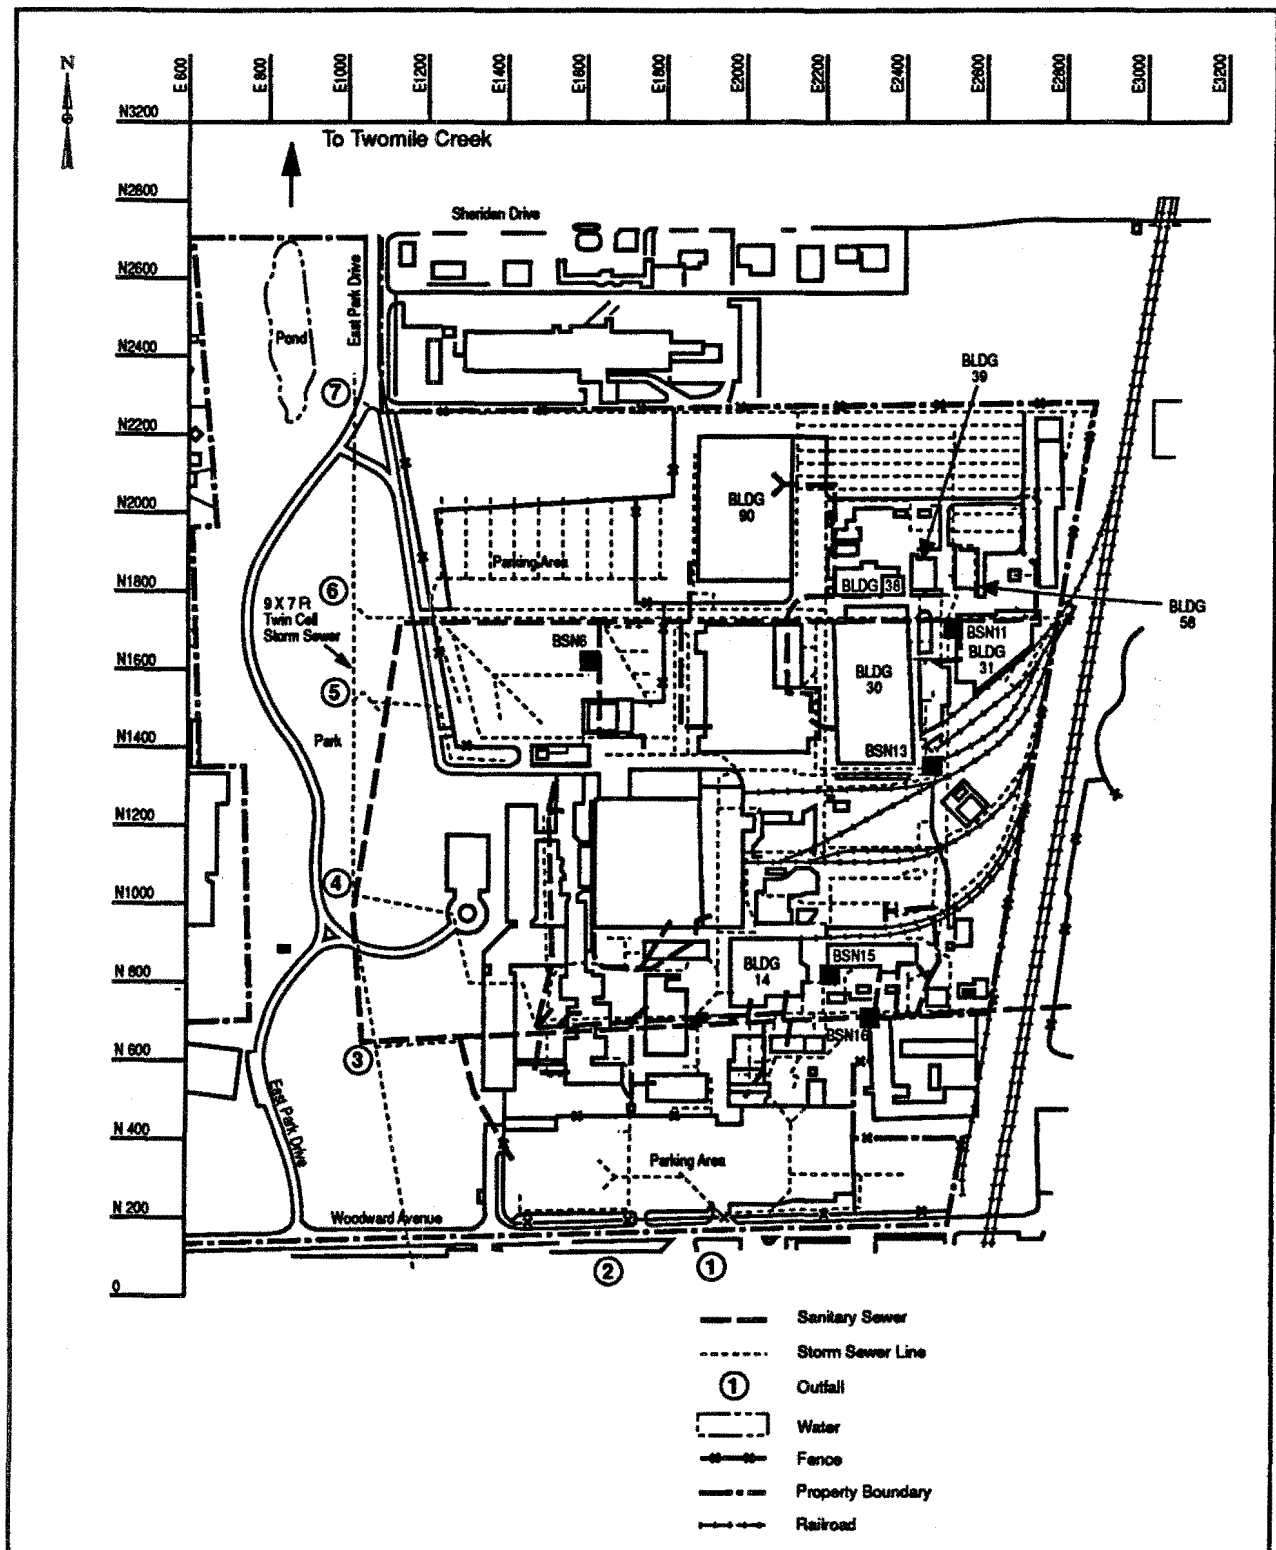 N
E 600
E 800
E1000
E1200
E1400
E1600
E1800
E2000
E2200
E2400
E2600
E2800
E3000
E3200
N3200
To Twomile Creek
N2800
Sheridan Drive
N2600
East Park Drive
Pond
N2400
BLDG
39
7
N2200
BLDG
90
N2000
Parking Area
N1800
6
BLDG 38
9 X 7 Ft
Twin Cell
Storm Sewer
BLDG
58
BSN6
BSN11
BLDG
31
N1600
BLDG
30
5
Park
N1400
BSN13
N1200
4
N1000
BLDG
14
BSN15
N 800
BSN16
N 600
3
East Park Drive
N 400
Parking Area
N 200
Woodward Avenue
0
2
1
Sanitary Sewer
Storm Sewer Line
1
Outfall
Water
Fence
Property Boundary
Railroad